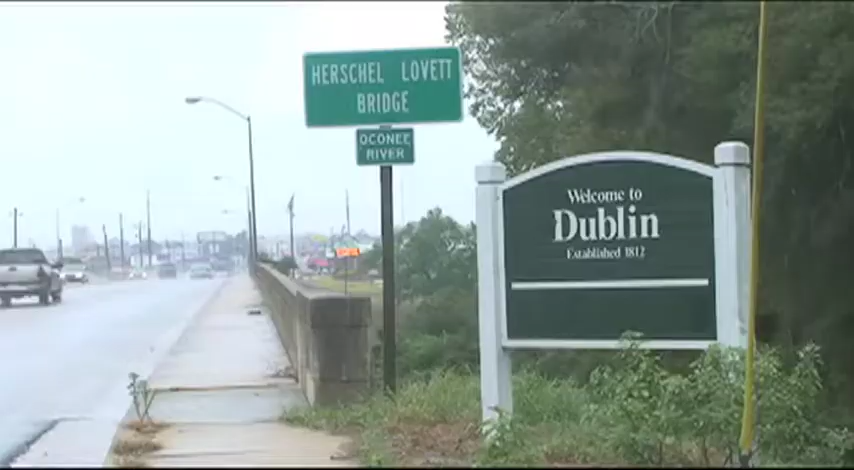 HERSCHEL LOVETT
BRIDGE
OCONEE
RIVER
Welcome to
Dublin
Established 1812